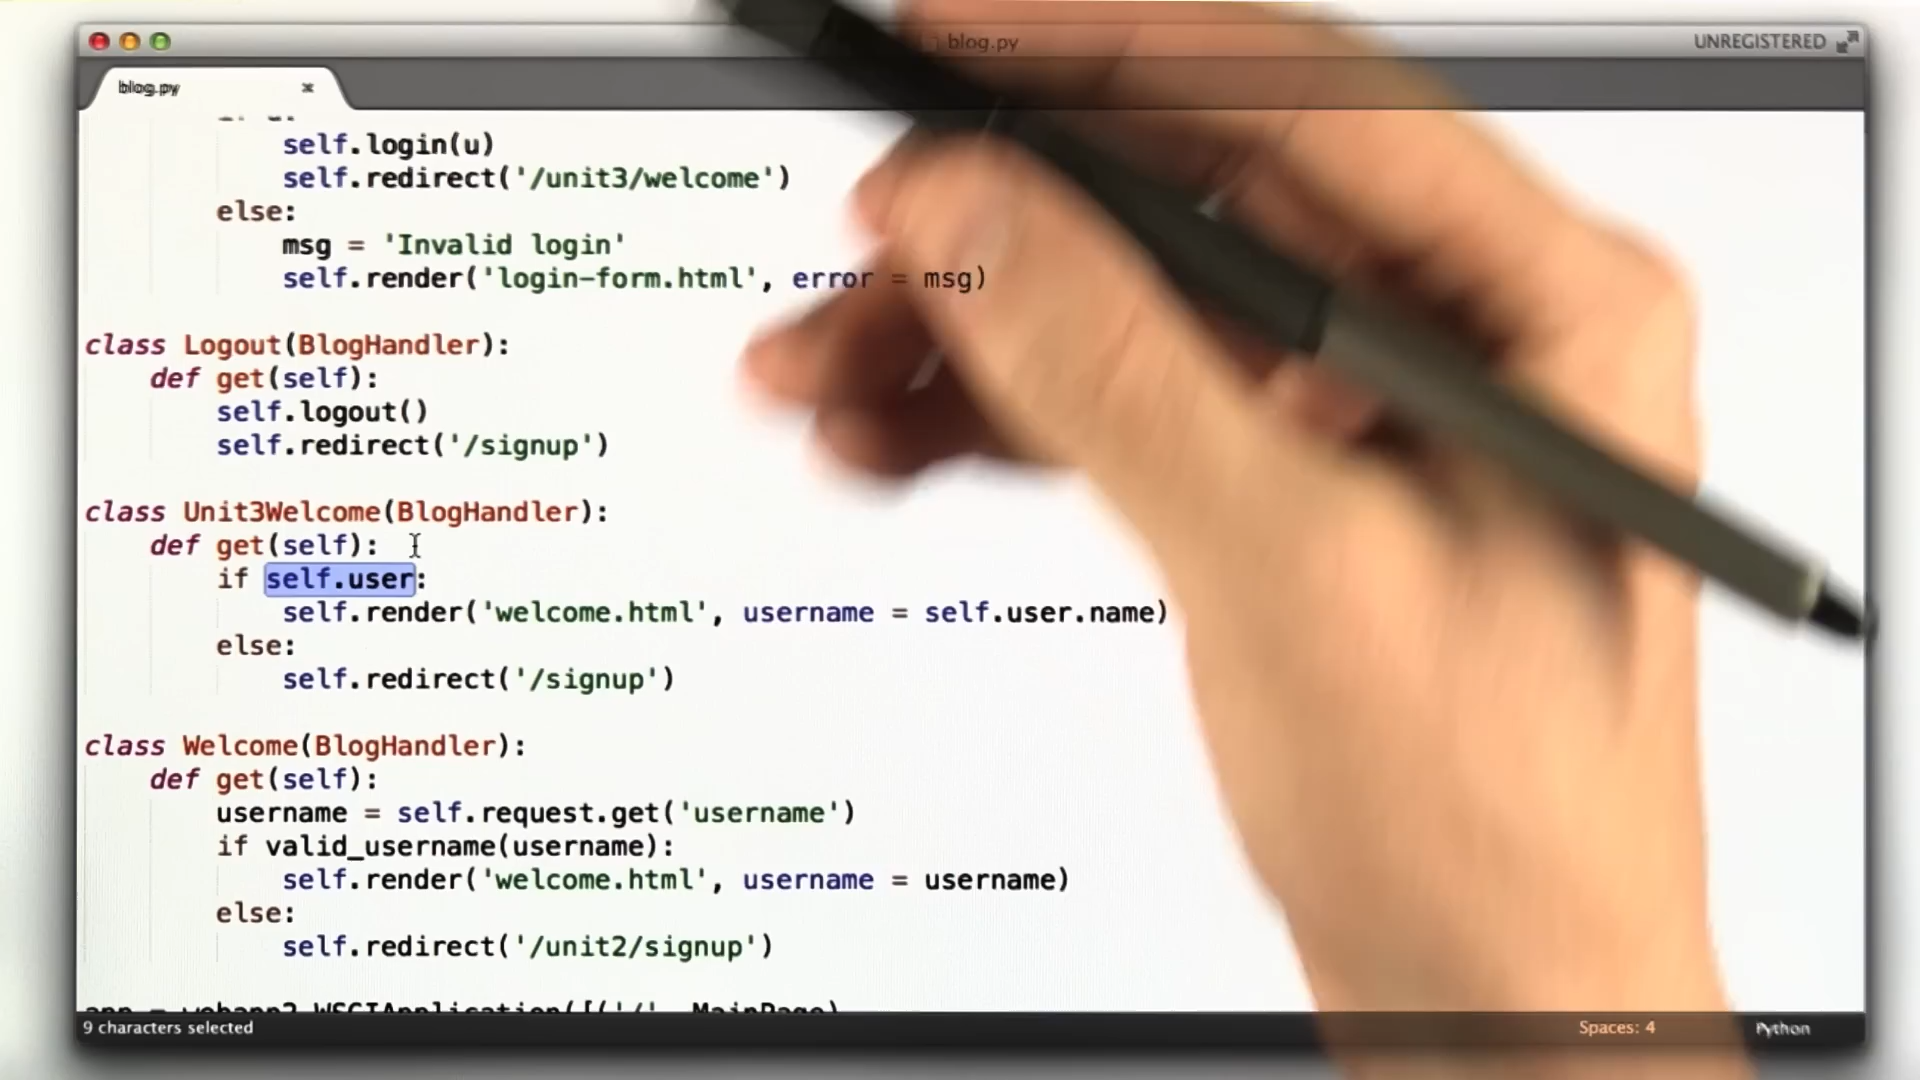 blog.py
UNREGISTERED
blog.py
self.login(u)
self.redirect('/unit3/welcome')
else:
msg = 'Invalid login'
self.render('login-form.html', error = msg)
class Logout(BlogHandler):
def get(self):
self.logout()
self.redirect('/signup')
class Unit3Welcome(BlogHandler):
def get(self):
if self.user:
self.render('welcome.html', username = self.user.name)
else:
self.redirect('/signup')
class Welcome(BlogHandler):
def get(self):
username = self.request.get('username')
if valid_username(username):
self.render('welcome.html', username = username)
else:
self.redirect('/unit2/signup')
app = webapp2.WSGIApplication([('/', MainPage),
9 characters selected
Spaces: 4
Python